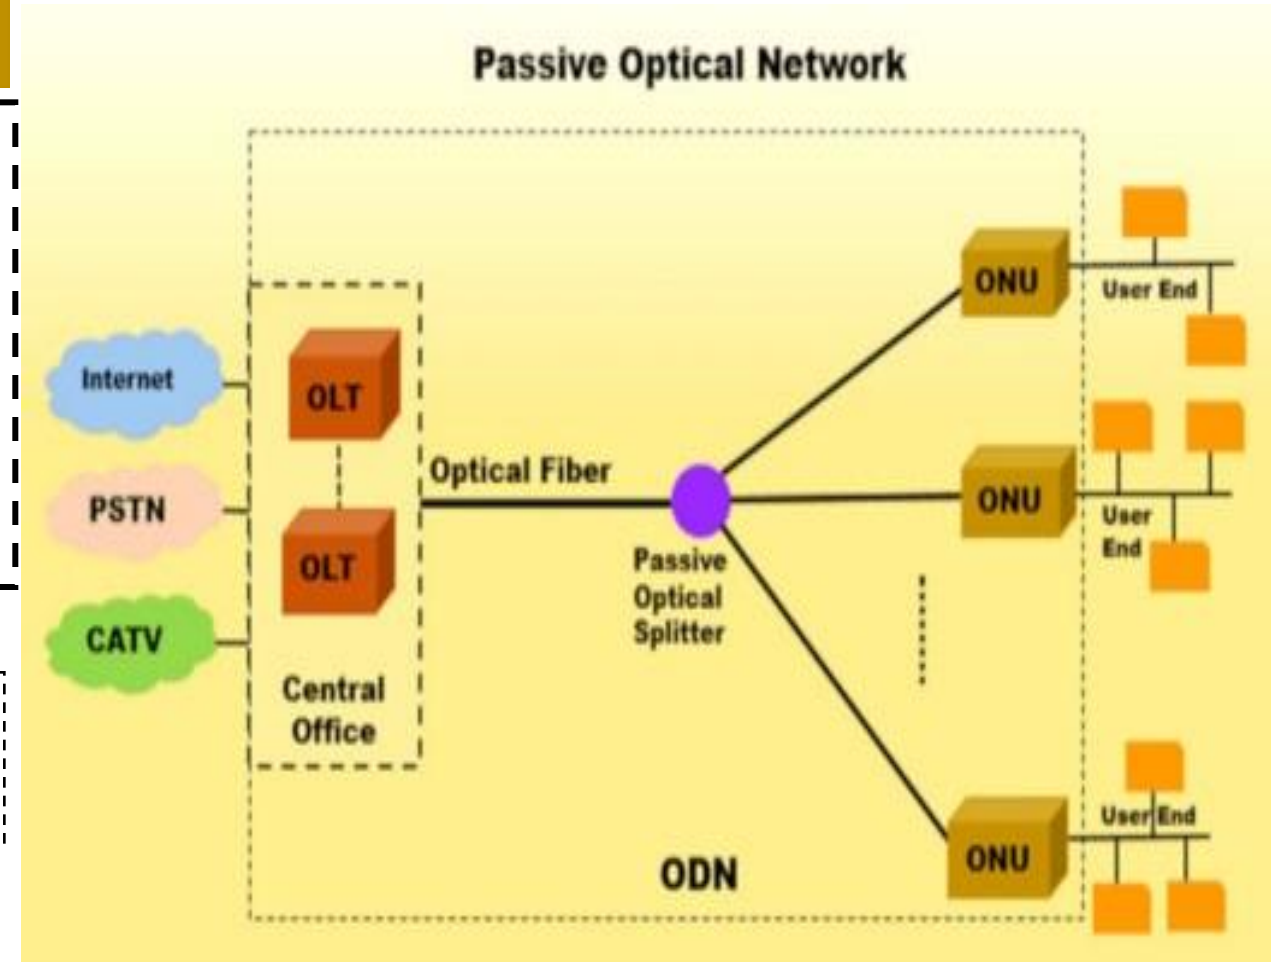 Passive Optical Network
Internet
PSTN
CATV
OLT
OLT
Central
Office
Optical Fiber
Passive
Optical
Splitter
ONU
User End
ONU
User
End
ONU
User End
ODN